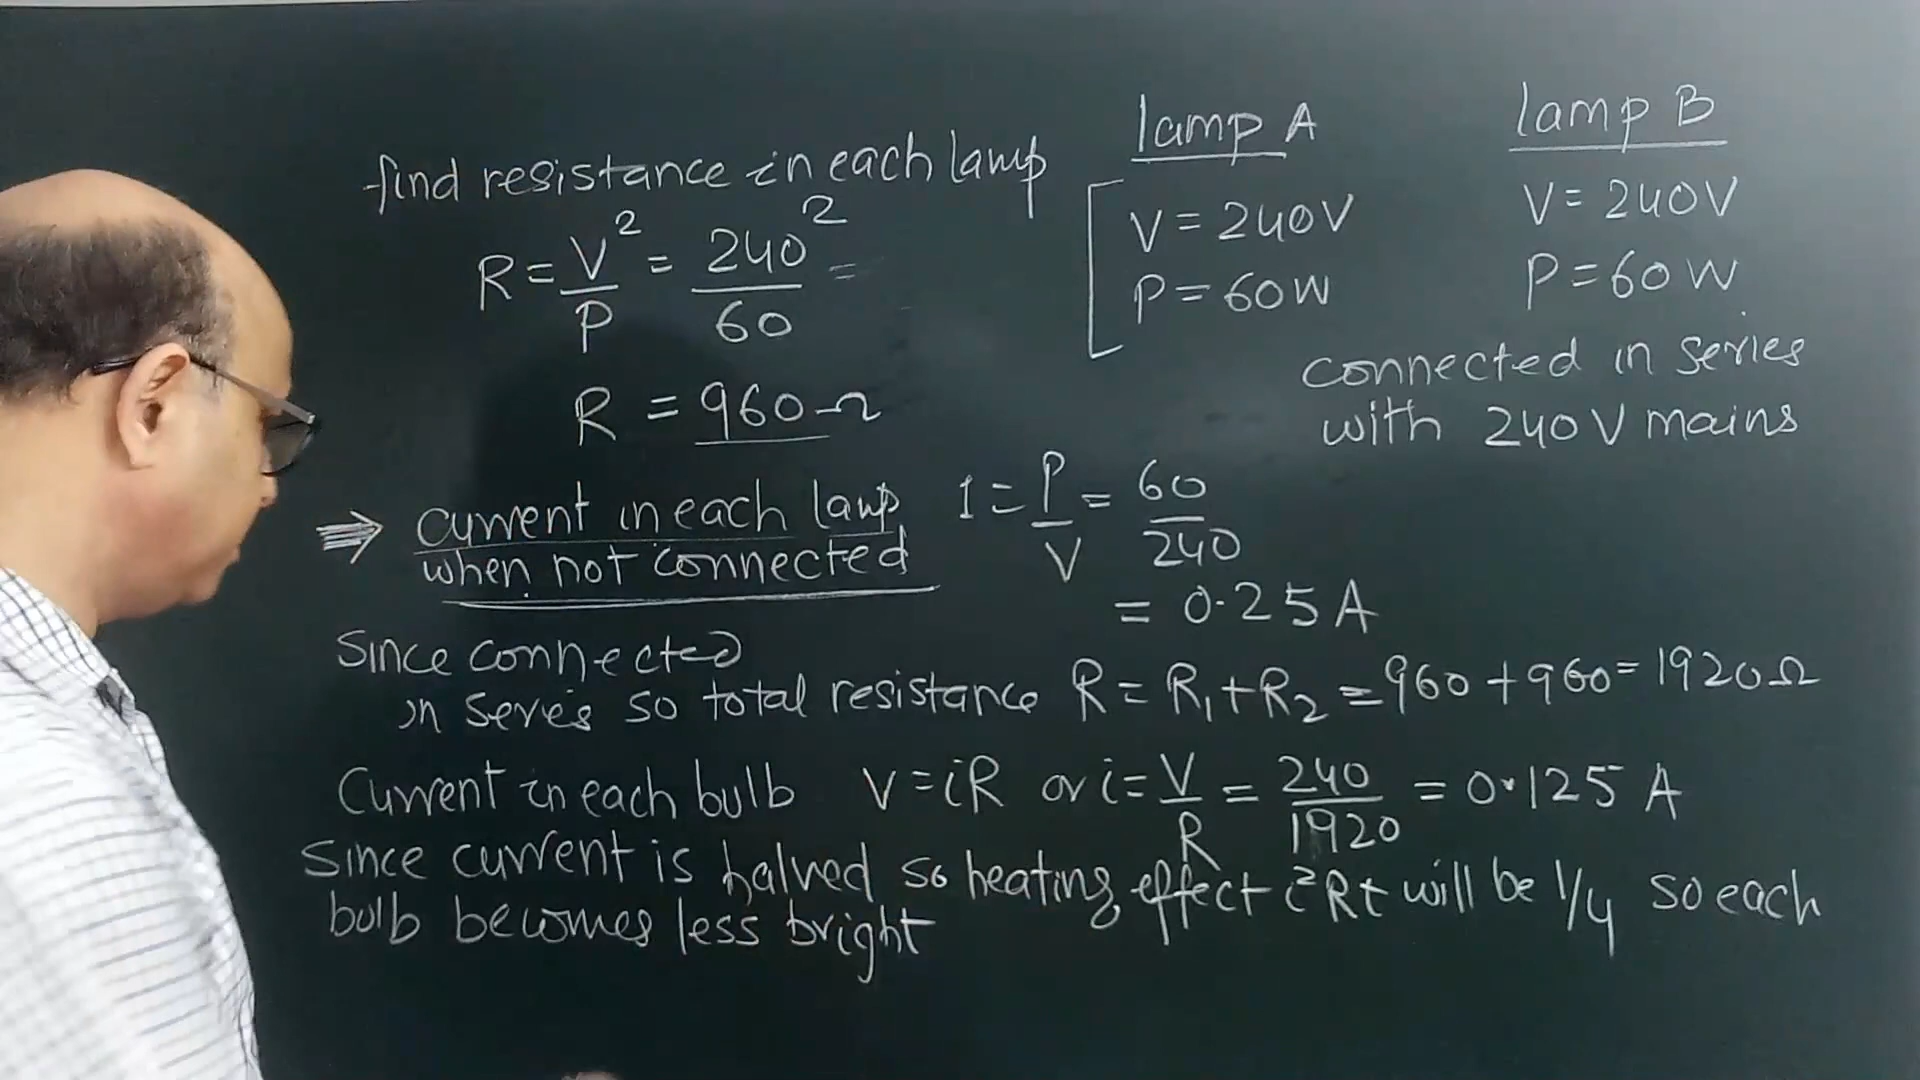 lamp A
lamp B
find resistance in each lamp
V = 240V
P = 60W
V = 240V
P = 60W
R = V²/P = 240²/60 =
connected in series
with 240V mains
R = 960Ω
⇒ current in each lamp
when not connected
I = P/V = 60/240
= 0.25A
Since connected
in series so total resistance R = R₁+R₂ = 960+960 = 1920Ω
Current in each bulb V = iR or i = V/R = 240/1920 = 0.125 A
Since current is halved so heating effect i²Rt will be 1/4 so each
bulb becomes less bright